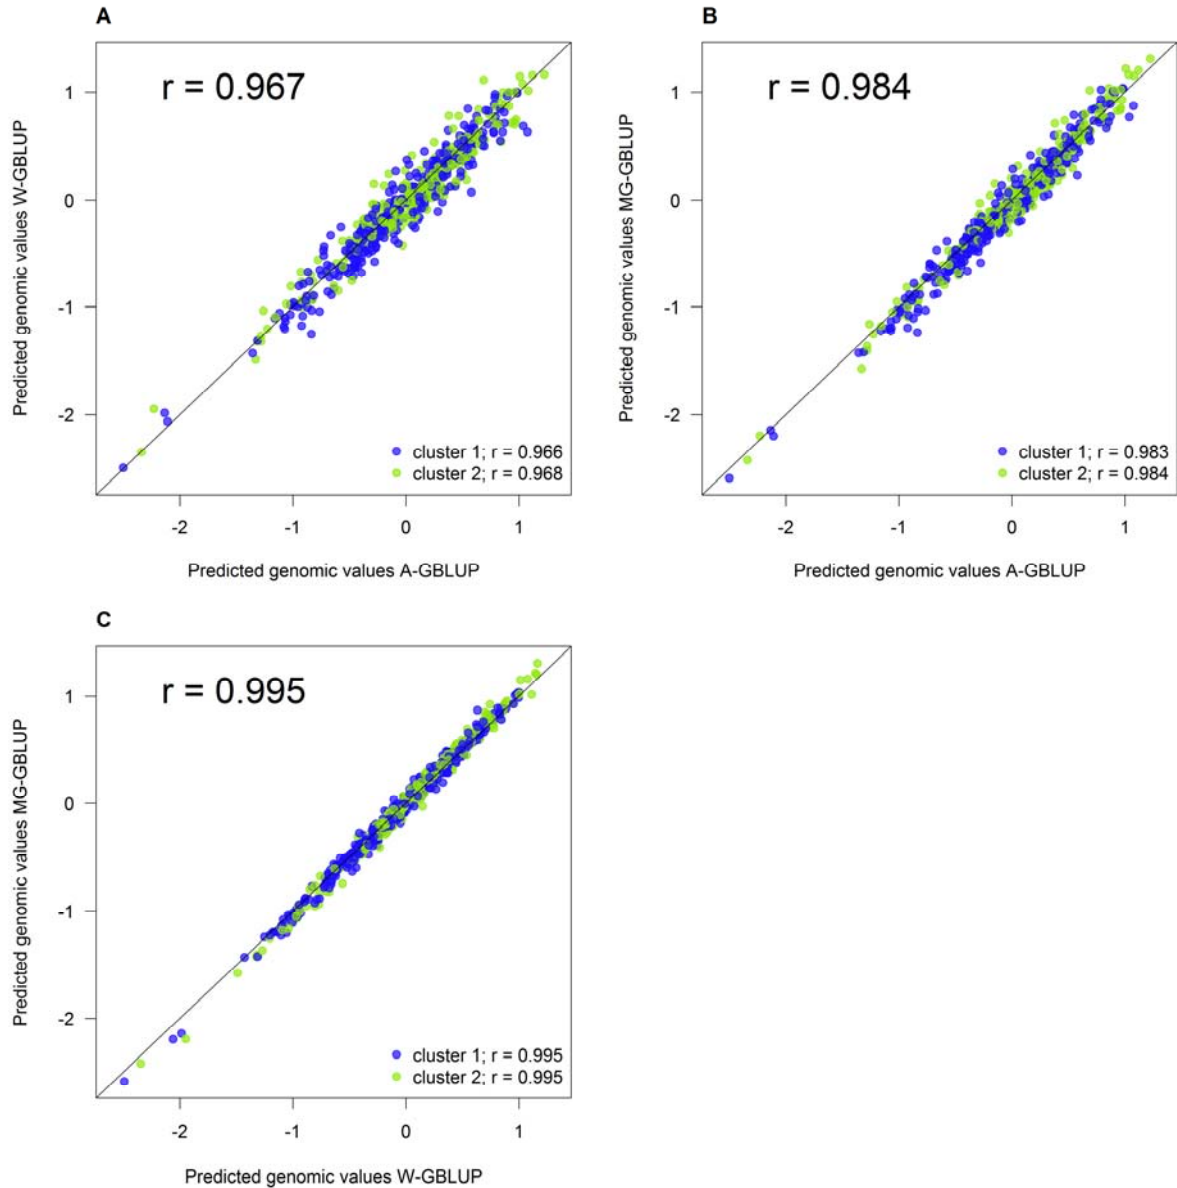 A
r = 0.967
Predicted genomic values W-GBLUP
1
0
-1
-2
cluster 1; r = 0.966
cluster 2; r = 0.968
-2 -1 0 1
Predicted genomic values A-GBLUP
B
r = 0.984
Predicted genomic values MG-GBLUP
1
0
-1
-2
cluster 1; r = 0.983
cluster 2; r = 0.984
-2 -1 0 1
Predicted genomic values A-GBLUP
C
r = 0.995
Predicted genomic values MG-GBLUP
1
0
-1
-2
cluster 1; r = 0.995
cluster 2; r = 0.995
-2 -1 0 1
Predicted genomic values W-GBLUP